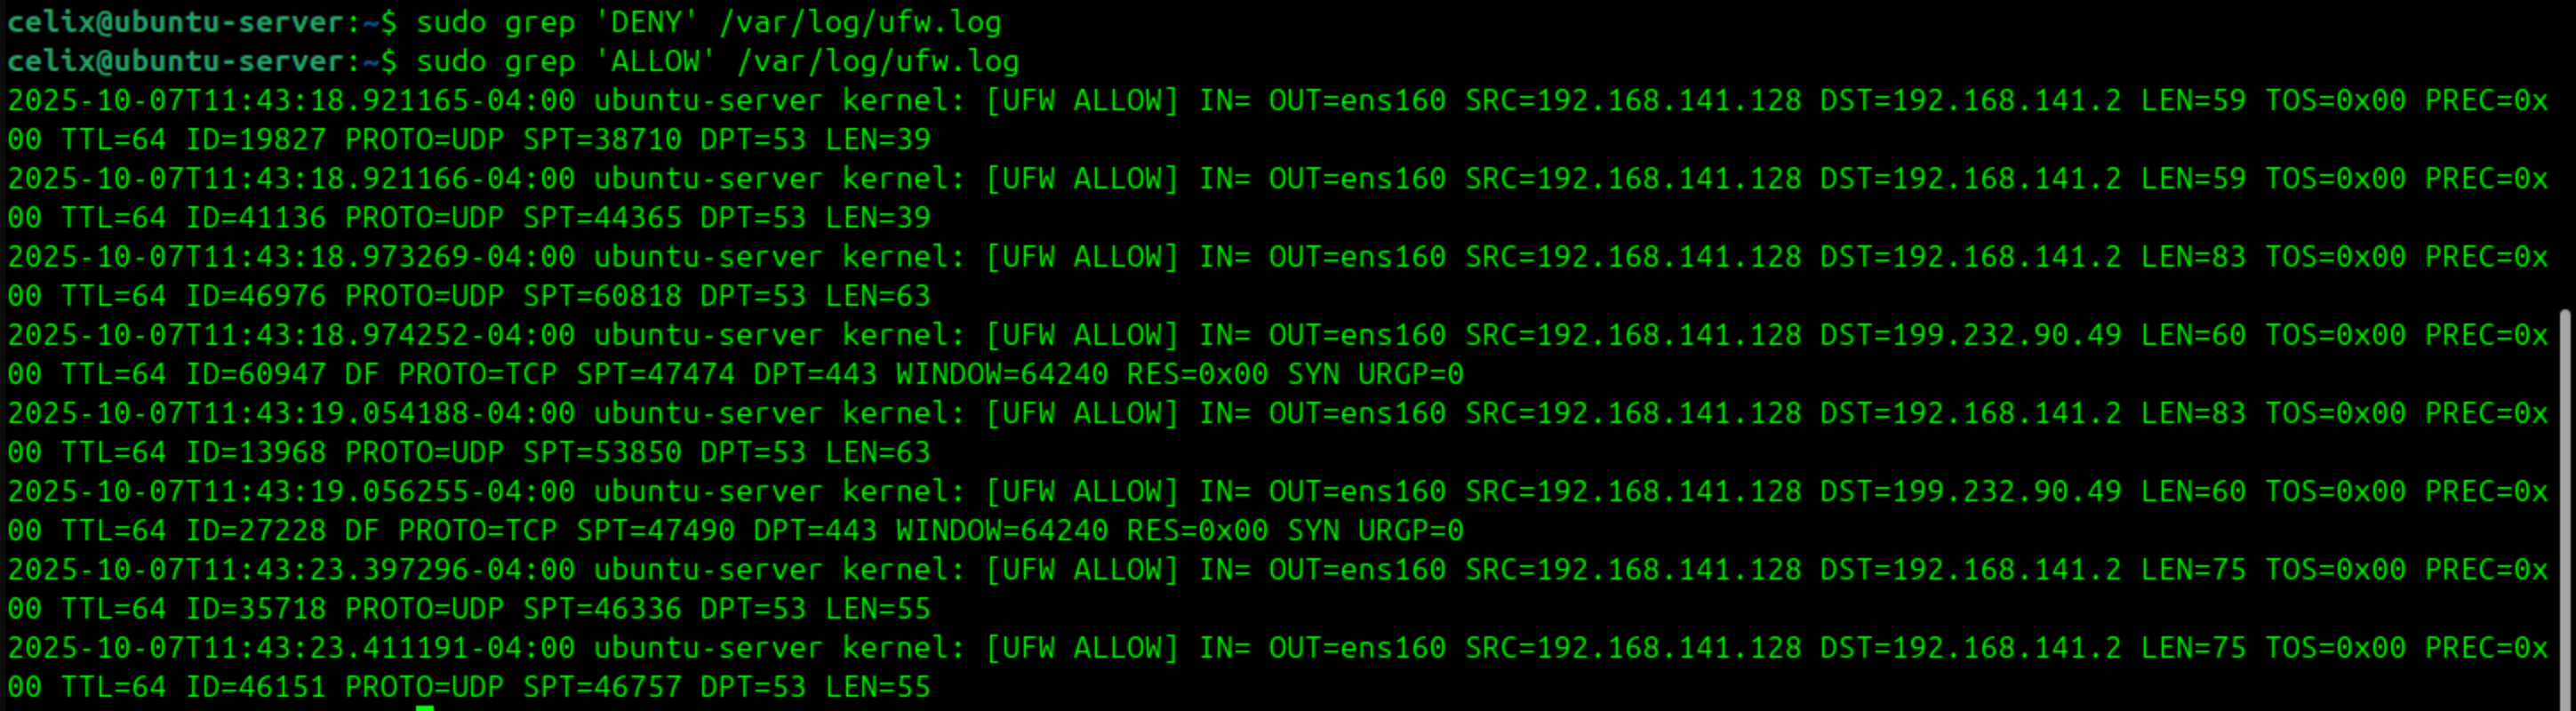 celix@ubuntu-server:~$ sudo grep 'DENY' /var/log/ufw.log
celix@ubuntu-server:~$ sudo grep 'ALLOW' /var/log/ufw.log
2025-10-07T11:43:18.921165-04:00 ubuntu-server kernel: [UFW ALLOW] IN= OUT=ens160 SRC=192.168.141.128 DST=192.168.141.2 LEN=59 TOS=0x00 PREC=0x
00 TTL=64 ID=19827 PROTO=UDP SPT=38710 DPT=53 LEN=39
2025-10-07T11:43:18.921166-04:00 ubuntu-server kernel: [UFW ALLOW] IN= OUT=ens160 SRC=192.168.141.128 DST=192.168.141.2 LEN=59 TOS=0x00 PREC=0x
00 TTL=64 ID=41136 PROTO=UDP SPT=44365 DPT=53 LEN=39
2025-10-07T11:43:18.973269-04:00 ubuntu-server kernel: [UFW ALLOW] IN= OUT=ens160 SRC=192.168.141.128 DST=192.168.141.2 LEN=83 TOS=0x00 PREC=0x
00 TTL=64 ID=46976 PROTO=UDP SPT=60818 DPT=53 LEN=63
2025-10-07T11:43:18.974252-04:00 ubuntu-server kernel: [UFW ALLOW] IN= OUT=ens160 SRC=192.168.141.128 DST=199.232.90.49 LEN=60 TOS=0x00 PREC=0x
00 TTL=64 ID=60947 DF PROTO=TCP SPT=47474 DPT=443 WINDOW=64240 RES=0x00 SYN URGP=0
2025-10-07T11:43:19.054188-04:00 ubuntu-server kernel: [UFW ALLOW] IN= OUT=ens160 SRC=192.168.141.128 DST=192.168.141.2 LEN=83 TOS=0x00 PREC=0x
00 TTL=64 ID=13968 PROTO=UDP SPT=53850 DPT=53 LEN=63
2025-10-07T11:43:19.056255-04:00 ubuntu-server kernel: [UFW ALLOW] IN= OUT=ens160 SRC=192.168.141.128 DST=199.232.90.49 LEN=60 TOS=0x00 PREC=0x
00 TTL=64 ID=27228 DF PROTO=TCP SPT=47490 DPT=443 WINDOW=64240 RES=0x00 SYN URGP=0
2025-10-07T11:43:23.397296-04:00 ubuntu-server kernel: [UFW ALLOW] IN= OUT=ens160 SRC=192.168.141.128 DST=192.168.141.2 LEN=75 TOS=0x00 PREC=0x
00 TTL=64 ID=35718 PROTO=UDP SPT=46336 DPT=53 LEN=55
2025-10-07T11:43:23.411191-04:00 ubuntu-server kernel: [UFW ALLOW] IN= OUT=ens160 SRC=192.168.141.128 DST=192.168.141.2 LEN=75 TOS=0x00 PREC=0x
00 TTL=64 ID=46151 PROTO=UDP SPT=46757 DPT=53 LEN=55